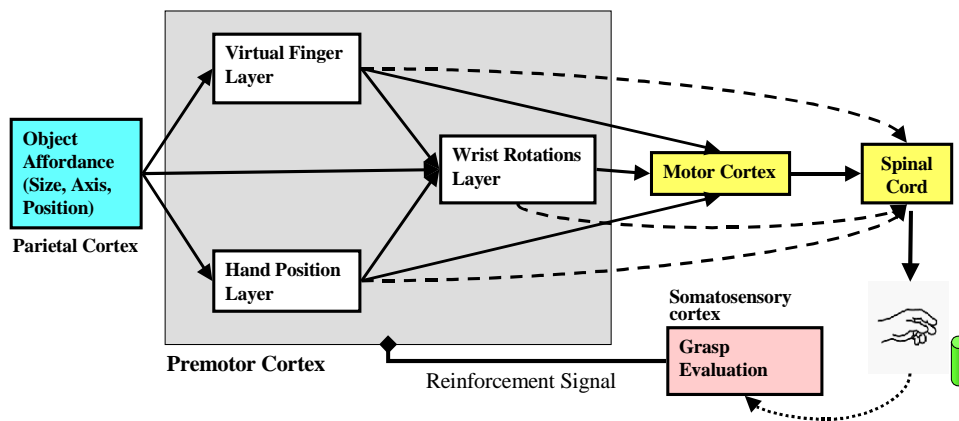 Virtual Finger
Layer
Object
Affordance
(Size, Axis,
Position)
Parietal Cortex
Wrist Rotations
Layer
Motor Cortex
Spinal
Cord
Hand Position
Layer
Premotor Cortex
Somatosensory
cortex
Grasp
Evaluation
Reinforcement Signal